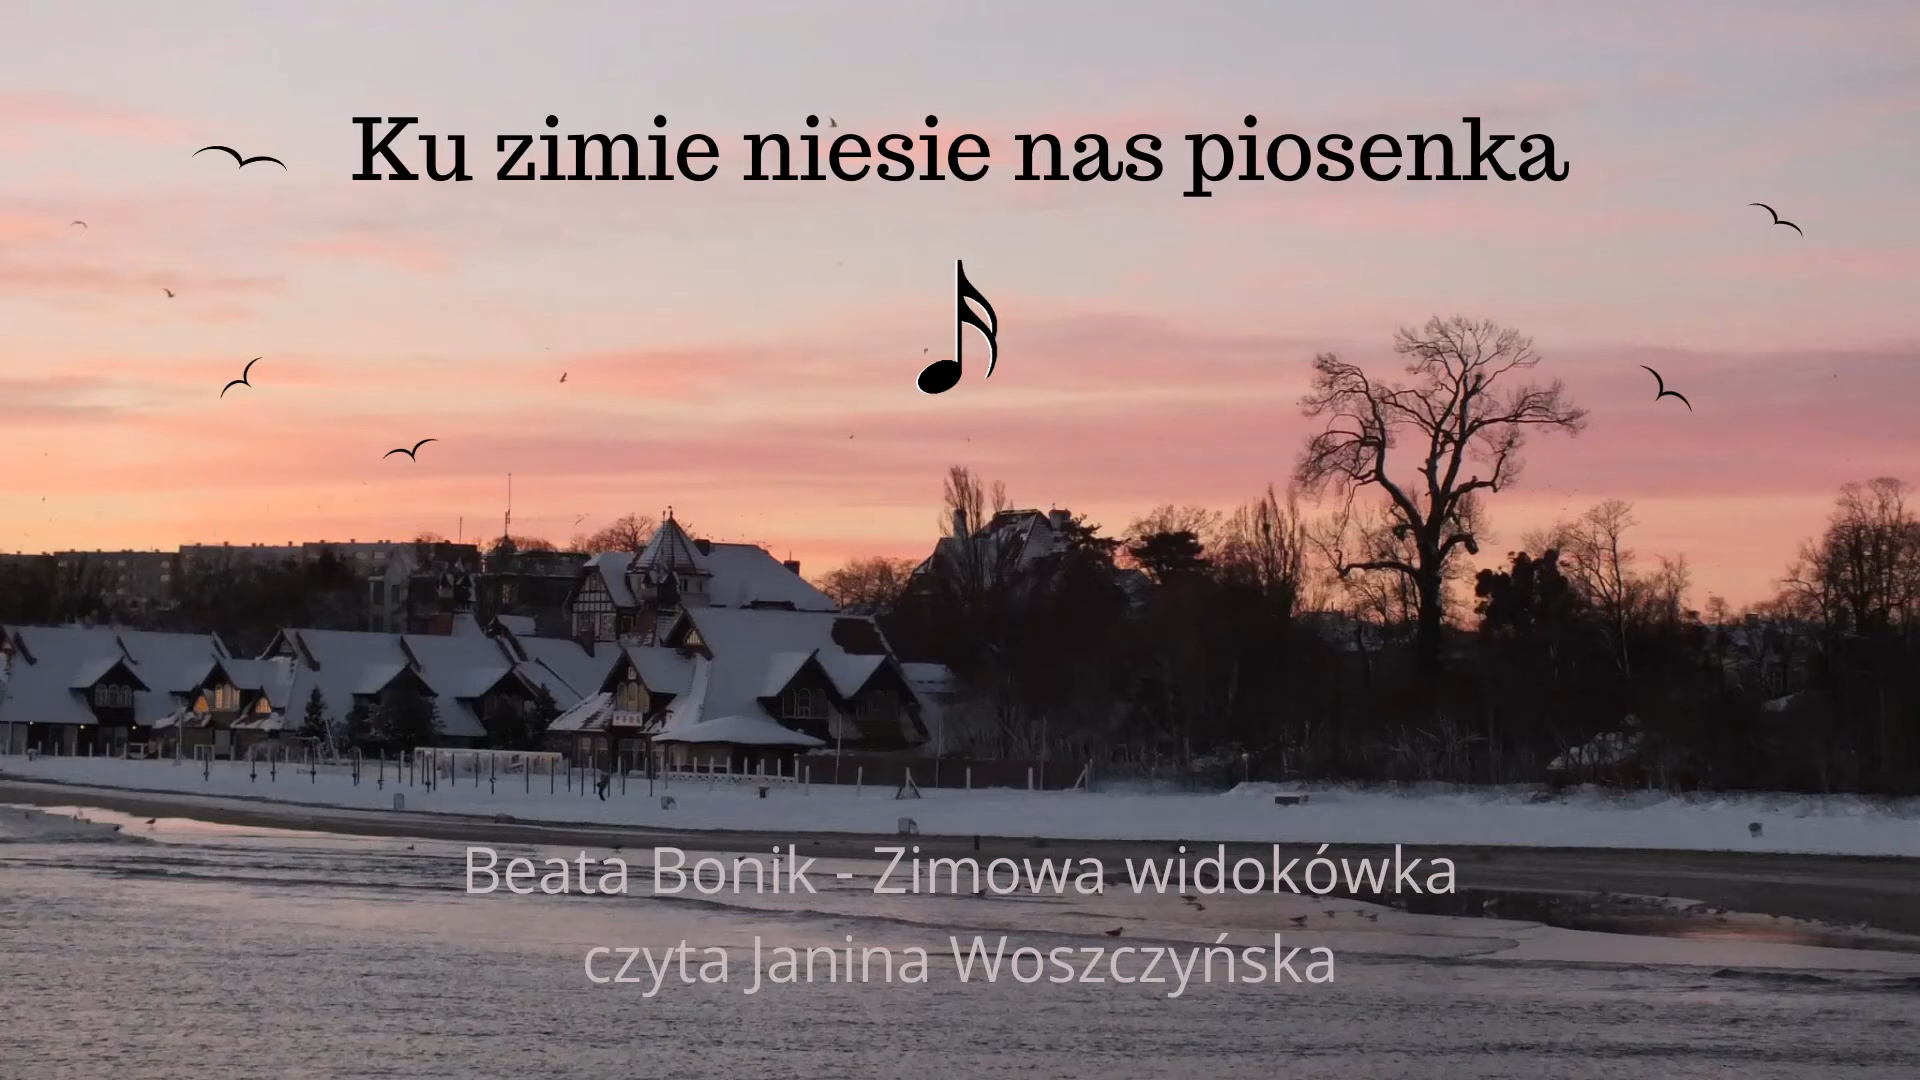 Ku zimie niesie nas piosenka
Beata Bonik - Zimowa widokówka
czyta Janina Woszczyńska